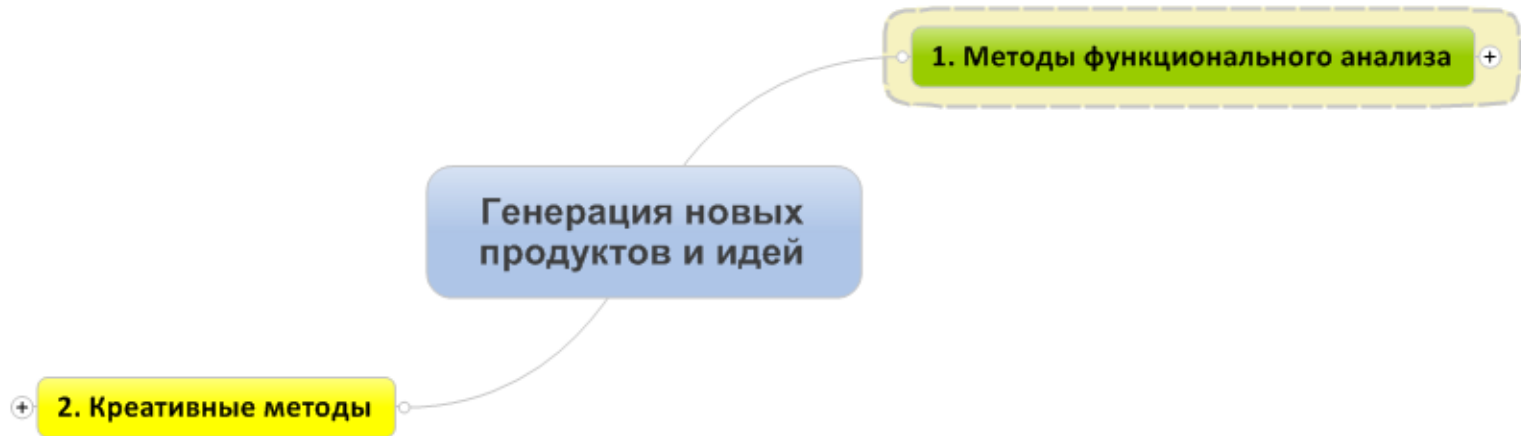 1. Методы функционального анализа
Генерация новых
продуктов и идей
2. Креативные методы